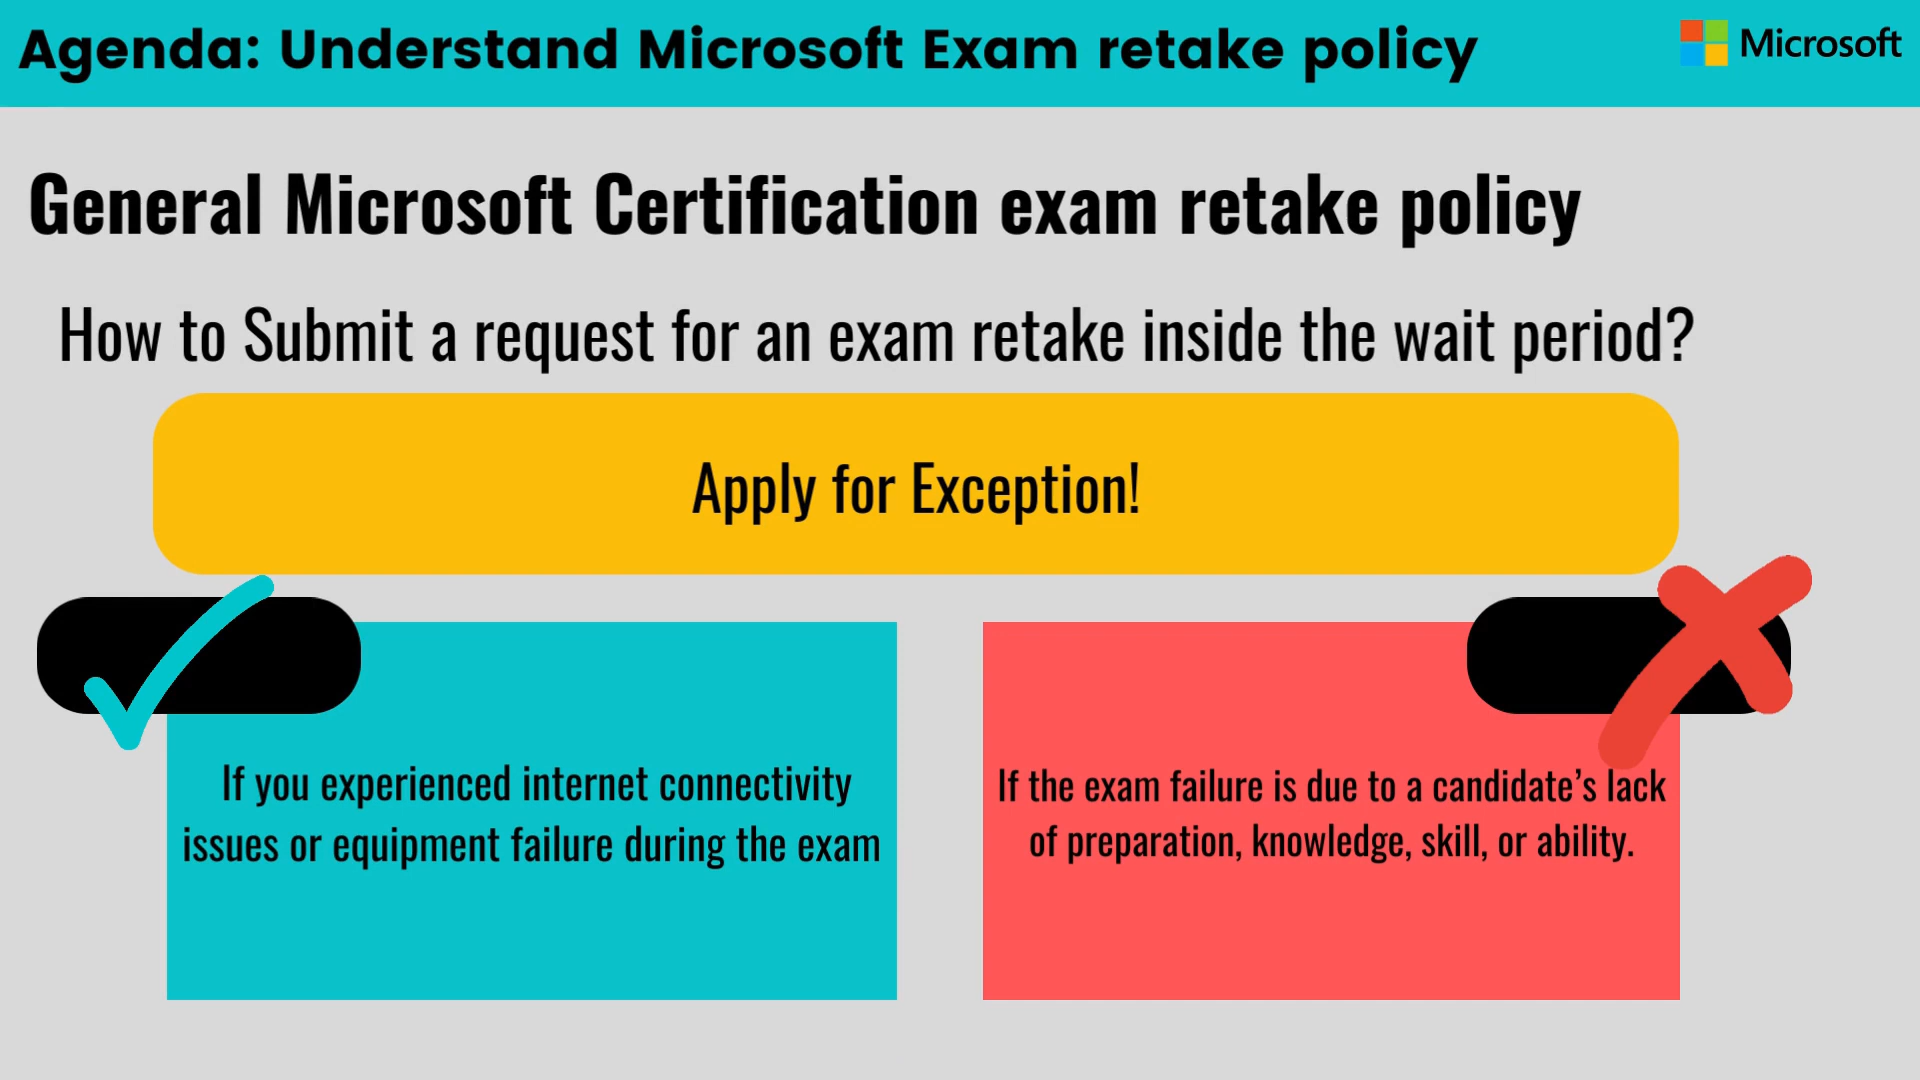 Agenda: Understand Microsoft Exam retake policy
Microsoft
General Microsoft Certification exam retake policy
How to Submit a request for an exam retake inside the wait period?
Apply for Exception!
If you experienced internet connectivity
issues or equipment failure during the exam
If the exam failure is due to a candidate’s lack
of preparation, knowledge, skill, or ability.